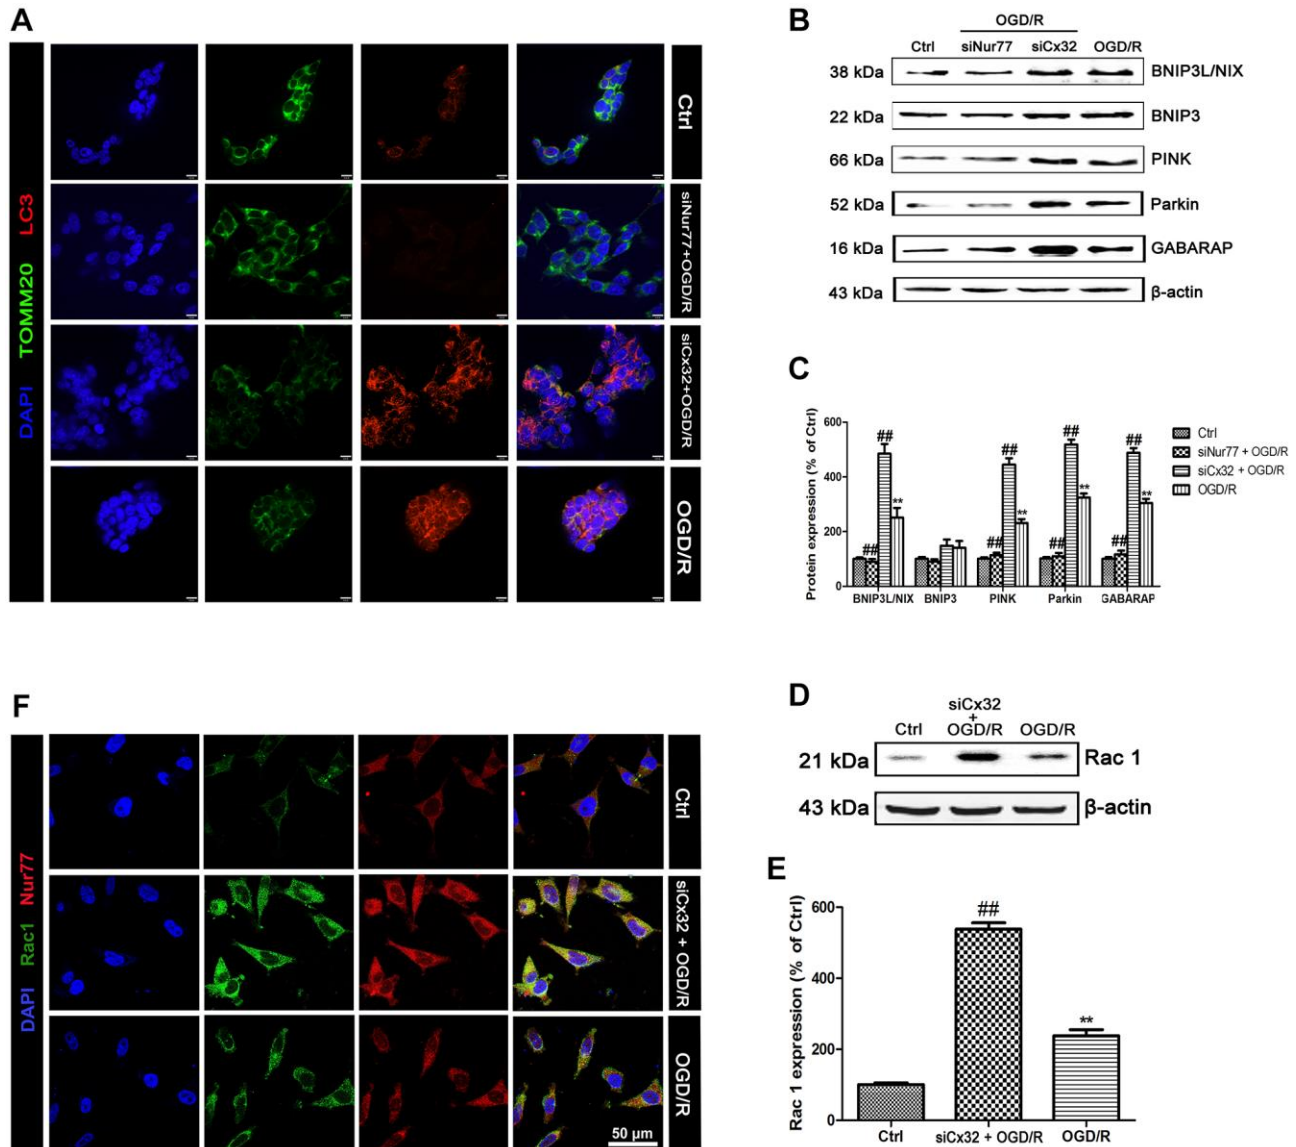 A
DAPI TOMM20 LC3
Ctrl
siNur77+OGD/R
siCx32+OGD/R
OGD/R
B
OGD/R
Ctrl siNur77 siCx32 OGD/R
38 kDa BNIP3L/NIX
22 kDa BNIP3
66 kDa PINK
52 kDa Parkin
16 kDa GABARAP
43 kDa β-actin
C
Protein expression (% of Ctrl)
600
400
200
0
## ## ** ## ## ** ## ## ** ## ## **
BNIP3L/NIX BNIP3 PINK Parkin GABARAP
Ctrl
siNur77 + OGD/R
siCx32 + OGD/R
OGD/R
F
DAPI Rac1 Nur77
Ctrl
siCx32 + OGD/R
OGD/R
50 μm
D
siCx32
+
Ctrl OGD/R OGD/R
21 kDa Rac 1
43 kDa β-actin
E
Rac 1 expression (% of Ctrl)
600
400
200
0
##
**
Ctrl siCx32 + OGD/R OGD/R